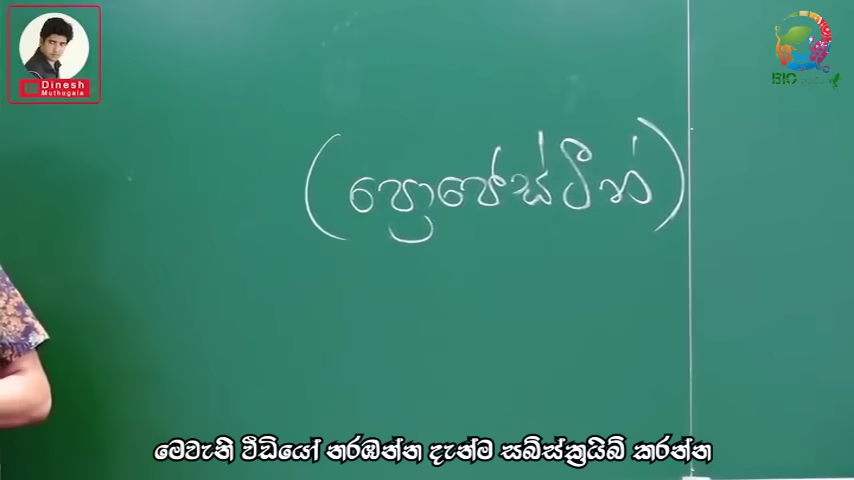 Dinesh
Muthugala
BIO
(ප්‍රොජේස්ටීන්)
මෙවැනි වීඩියෝ නරඹන්න දැන්ම සබ්ස්ක්‍රයිබ් කරන්න